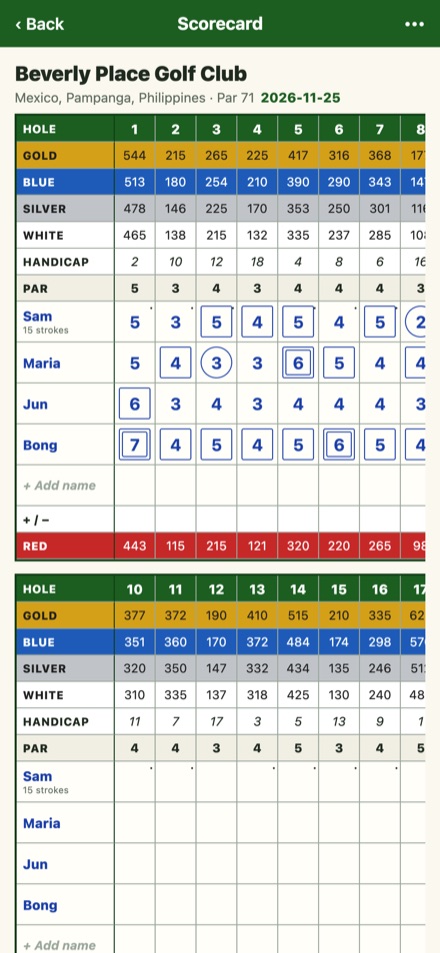 ‹ Back Scorecard •••
Beverly Place Golf Club
Mexico, Pampanga, Philippines · Par 71 2026-11-25
HOLE 1 2 3 4 5 6 7 8
GOLD 544 215 265 225 417 316 368
BLUE 513 180 254 210 390 290 343
SILVER 478 146 225 170 353 250 301
WHITE 465 138 215 132 335 237 285
HANDICAP 2 10 12 18 4 8 6 16
PAR 5 3 4 3 4 4 4 3
Sam 5 3 5 4 5 4 5 2
15 strokes
Maria 5 4 3 3 6 5 4 4
Jun 6 3 4 3 4 4 4 3
Bong 7 4 5 4 5 6 5 4
+ Add name
+ / −
RED 443 115 215 121 320 220 265 98
HOLE 10 11 12 13 14 15 16 17
GOLD 377 372 190 410 515 210 335
BLUE 351 360 170 372 484 174 298
SILVER 320 350 147 332 434 135 246
WHITE 310 335 137 318 425 130 240
HANDICAP 11 7 17 3 5 13 9 1
PAR 4 4 3 4 5 3 4 5
Sam
15 strokes
Maria
Jun
Bong
+ Add name